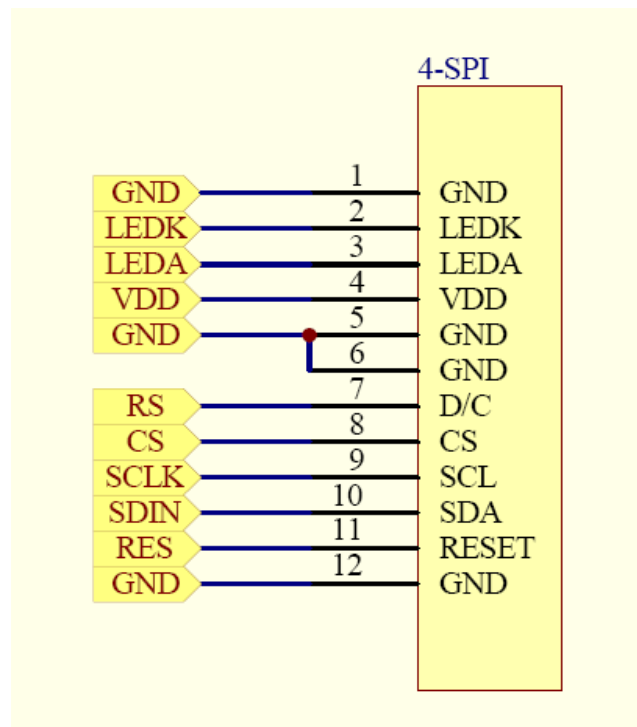 4-SPI
GND 1 GND
LEDK 2 LEDK
LEDA 3 LEDA
VDD 4 VDD
GND 5 GND
6 GND
RS 7 D/C
CS 8 CS
SCLK 9 SCL
SDIN 10 SDA
RES 11 RESET
GND 12 GND